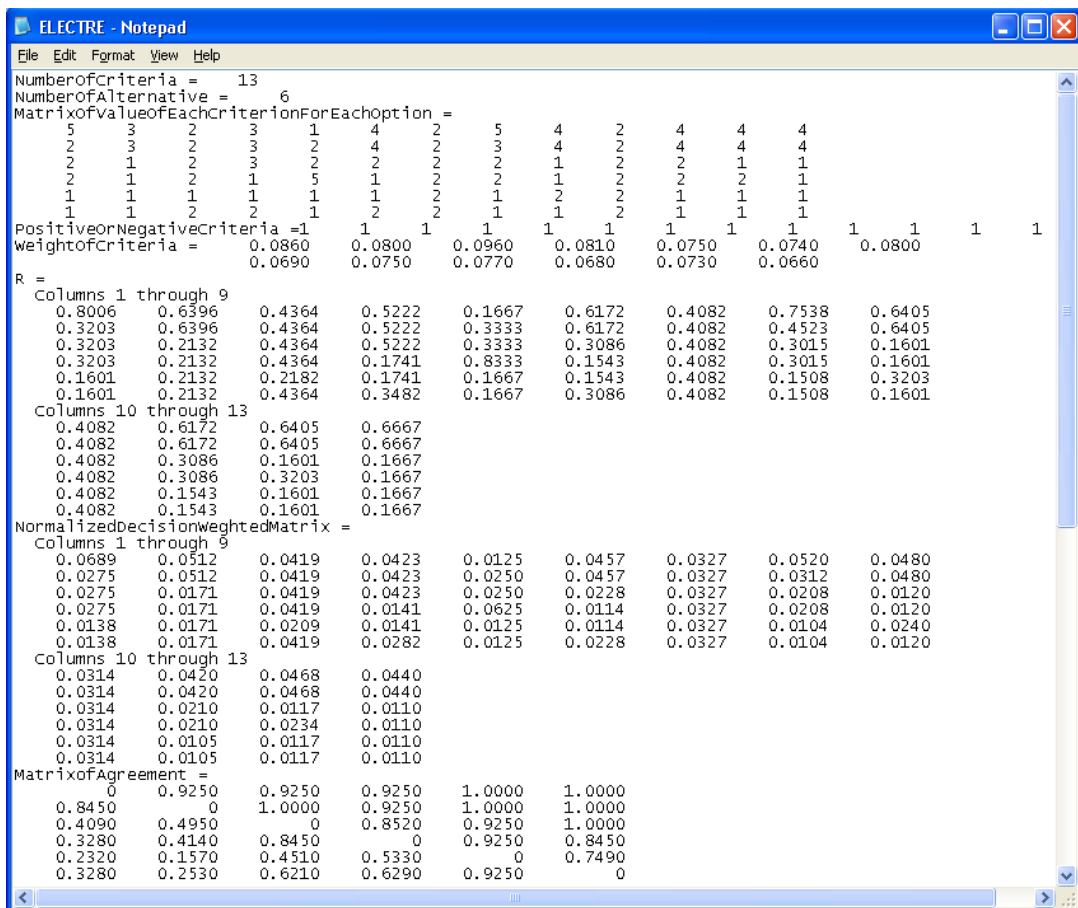 ELECTRE - Notepad
File Edit Format View Help
NumberOfCriteria = 13
NumberOfAlternative = 6
MatrixOfValueOfEachCriterionForEachOption =
5 3 2 3 1 4 2 5 4 2 4 4 4
2 3 2 3 2 4 2 3 4 2 4 4 4
2 1 2 3 2 2 2 2 1 2 2 1 1
2 1 2 1 5 1 2 2 1 2 2 2 1
1 1 1 1 1 1 2 1 2 2 1 1 1
1 1 2 2 1 2 2 1 1 2 1 1 1
PositiveOrNegativeCriteria =1 1 1 1 1 1 1 1 1 1 1 1 1
WeightOfCriteria = 0.0860 0.0800 0.0960 0.0810 0.0750 0.0740 0.0800
0.0690 0.0750 0.0770 0.0680 0.0730 0.0660
R =
Columns 1 through 9
0.8006 0.6396 0.4364 0.5222 0.1667 0.6172 0.4082 0.7538 0.6405
0.3203 0.6396 0.4364 0.5222 0.3333 0.6172 0.4082 0.4523 0.6405
0.3203 0.2132 0.4364 0.5222 0.3333 0.3086 0.4082 0.3015 0.1601
0.3203 0.2132 0.4364 0.1741 0.8333 0.1543 0.4082 0.3015 0.1601
0.1601 0.2132 0.2182 0.1741 0.1667 0.1543 0.4082 0.1508 0.3203
0.1601 0.2132 0.4364 0.3482 0.1667 0.3086 0.4082 0.1508 0.1601
Columns 10 through 13
0.4082 0.6172 0.6405 0.6667
0.4082 0.6172 0.6405 0.6667
0.4082 0.3086 0.1601 0.1667
0.4082 0.3086 0.3203 0.1667
0.4082 0.1543 0.1601 0.1667
0.4082 0.1543 0.1601 0.1667
NormalizedDecisionWeghtedMatrix =
Columns 1 through 9
0.0689 0.0512 0.0419 0.0423 0.0125 0.0457 0.0327 0.0520 0.0480
0.0275 0.0512 0.0419 0.0423 0.0250 0.0457 0.0327 0.0312 0.0480
0.0275 0.0171 0.0419 0.0423 0.0250 0.0228 0.0327 0.0208 0.0120
0.0275 0.0171 0.0419 0.0141 0.0625 0.0114 0.0327 0.0208 0.0120
0.0138 0.0171 0.0209 0.0141 0.0125 0.0114 0.0327 0.0104 0.0240
0.0138 0.0171 0.0419 0.0282 0.0125 0.0228 0.0327 0.0104 0.0120
Columns 10 through 13
0.0314 0.0420 0.0468 0.0440
0.0314 0.0420 0.0468 0.0440
0.0314 0.0210 0.0117 0.0110
0.0314 0.0210 0.0234 0.0110
0.0314 0.0105 0.0117 0.0110
0.0314 0.0105 0.0117 0.0110
MatrixofAgreement =
0 0.9250 0.9250 0.9250 1.0000 1.0000
0.8450 0 1.0000 0.9250 1.0000 1.0000
0.4090 0.4950 0 0.8520 0.9250 1.0000
0.3280 0.4140 0.8450 0 0.9250 0.8450
0.2320 0.1570 0.4510 0.5330 0 0.7490
0.3280 0.2530 0.6210 0.6290 0.9250 0